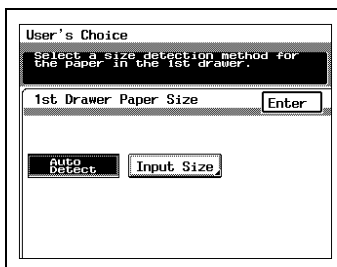 User's Choice
Select a size detection method for
the paper in the 1st drawer.
1st Drawer Paper Size
Enter
Auto
Detect
Input Size